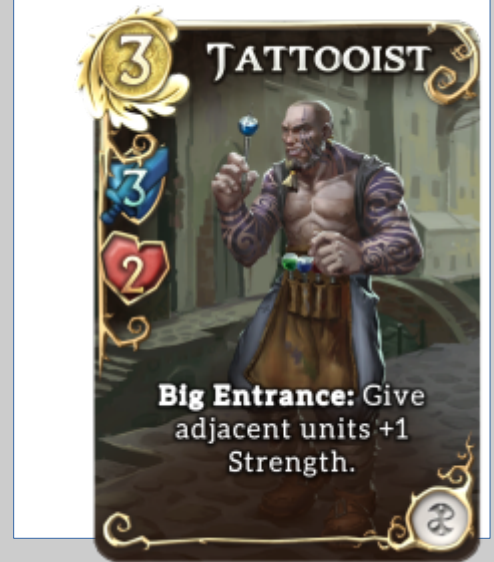 3
TATTOOIST
3
2
Big Entrance: Give
adjacent units +1
Strength.